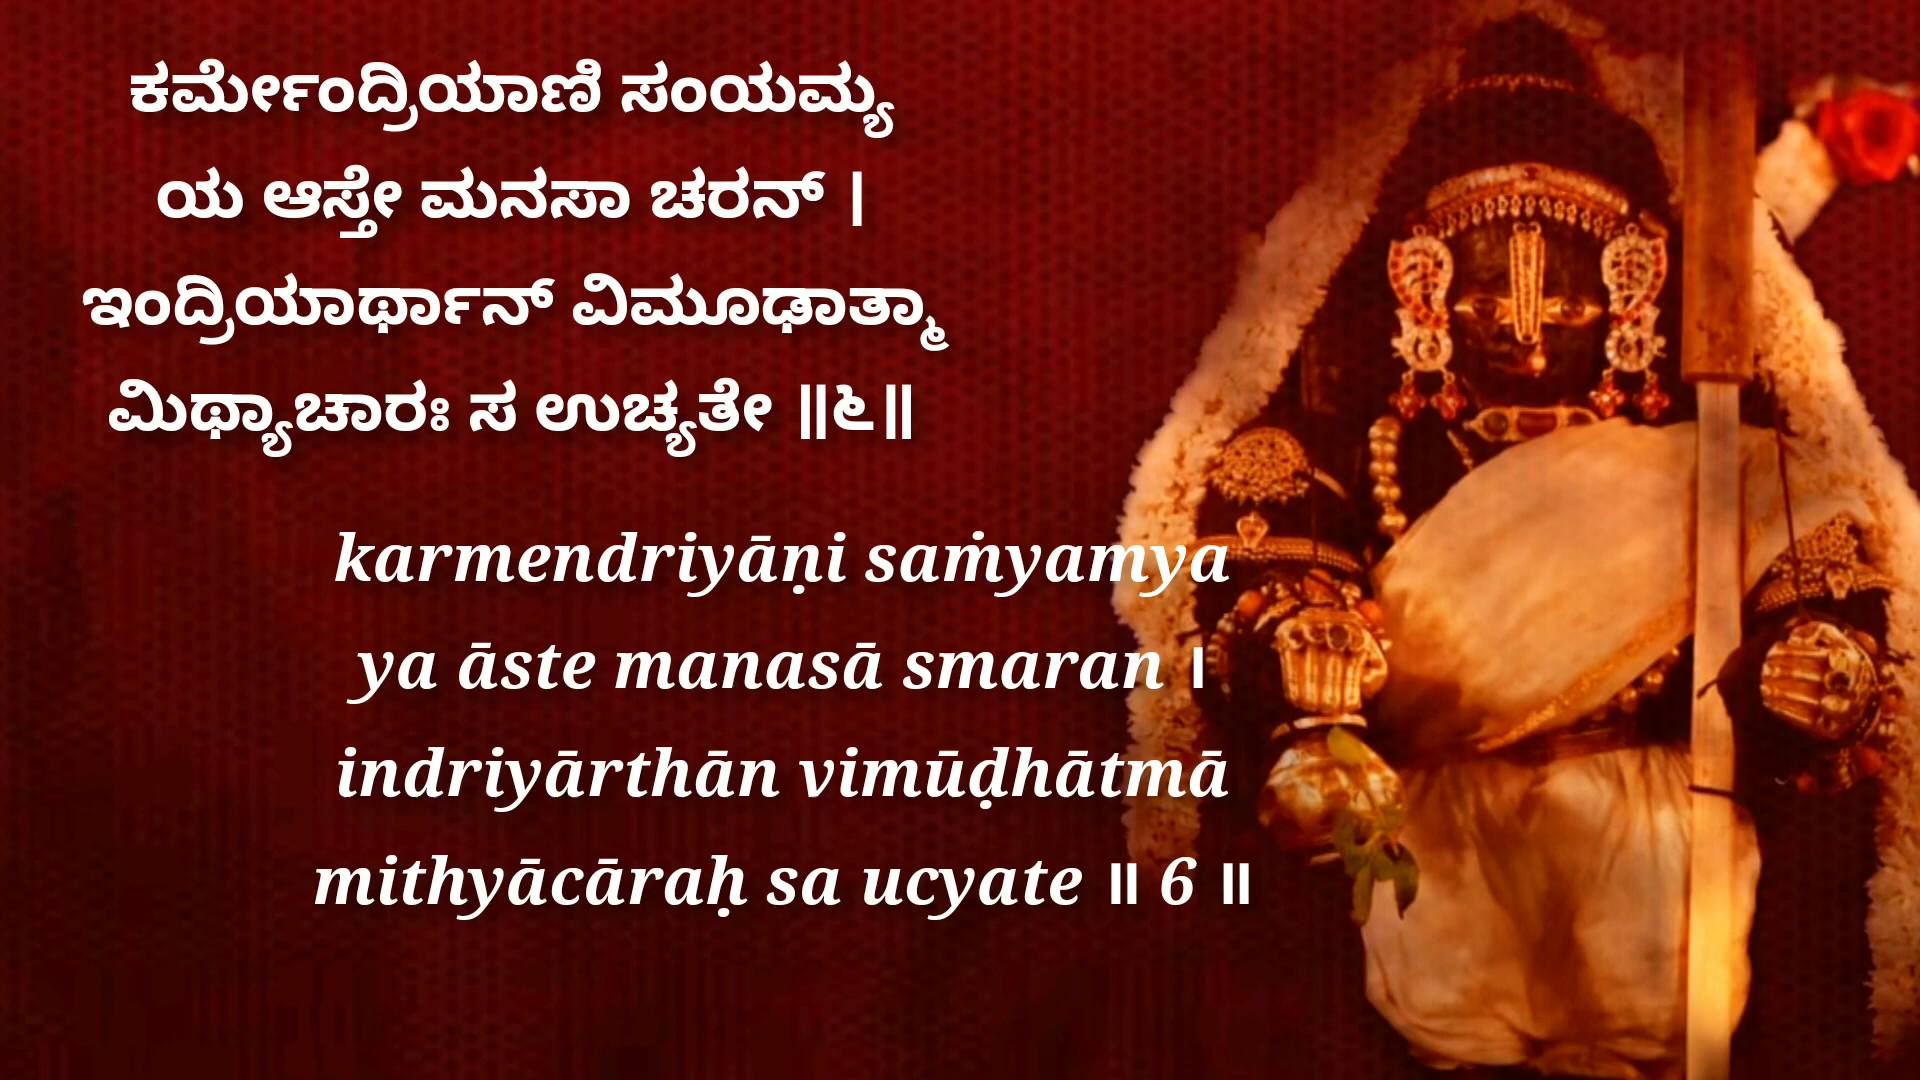 ಕರ್ಮೇಂದ್ರಿಯಾಣಿ ಸಂಯಮ್ಯ
ಯ ಆಸ್ತೇ ಮನಸಾ ಚರನ್ ।
ಇಂದ್ರಿಯಾರ್ಥಾನ್ ವಿಮೂಢಾತ್ಮಾ
ಮಿಥ್ಯಾಚಾರಃ ಸ ಉಚ್ಯತೇ ॥೬॥
karmendriyāṇi saṁyamya
ya āste manasā smaran ।
indriyārthān vimūḍhātmā
mithyācāraḥ sa ucyate ॥ 6 ॥